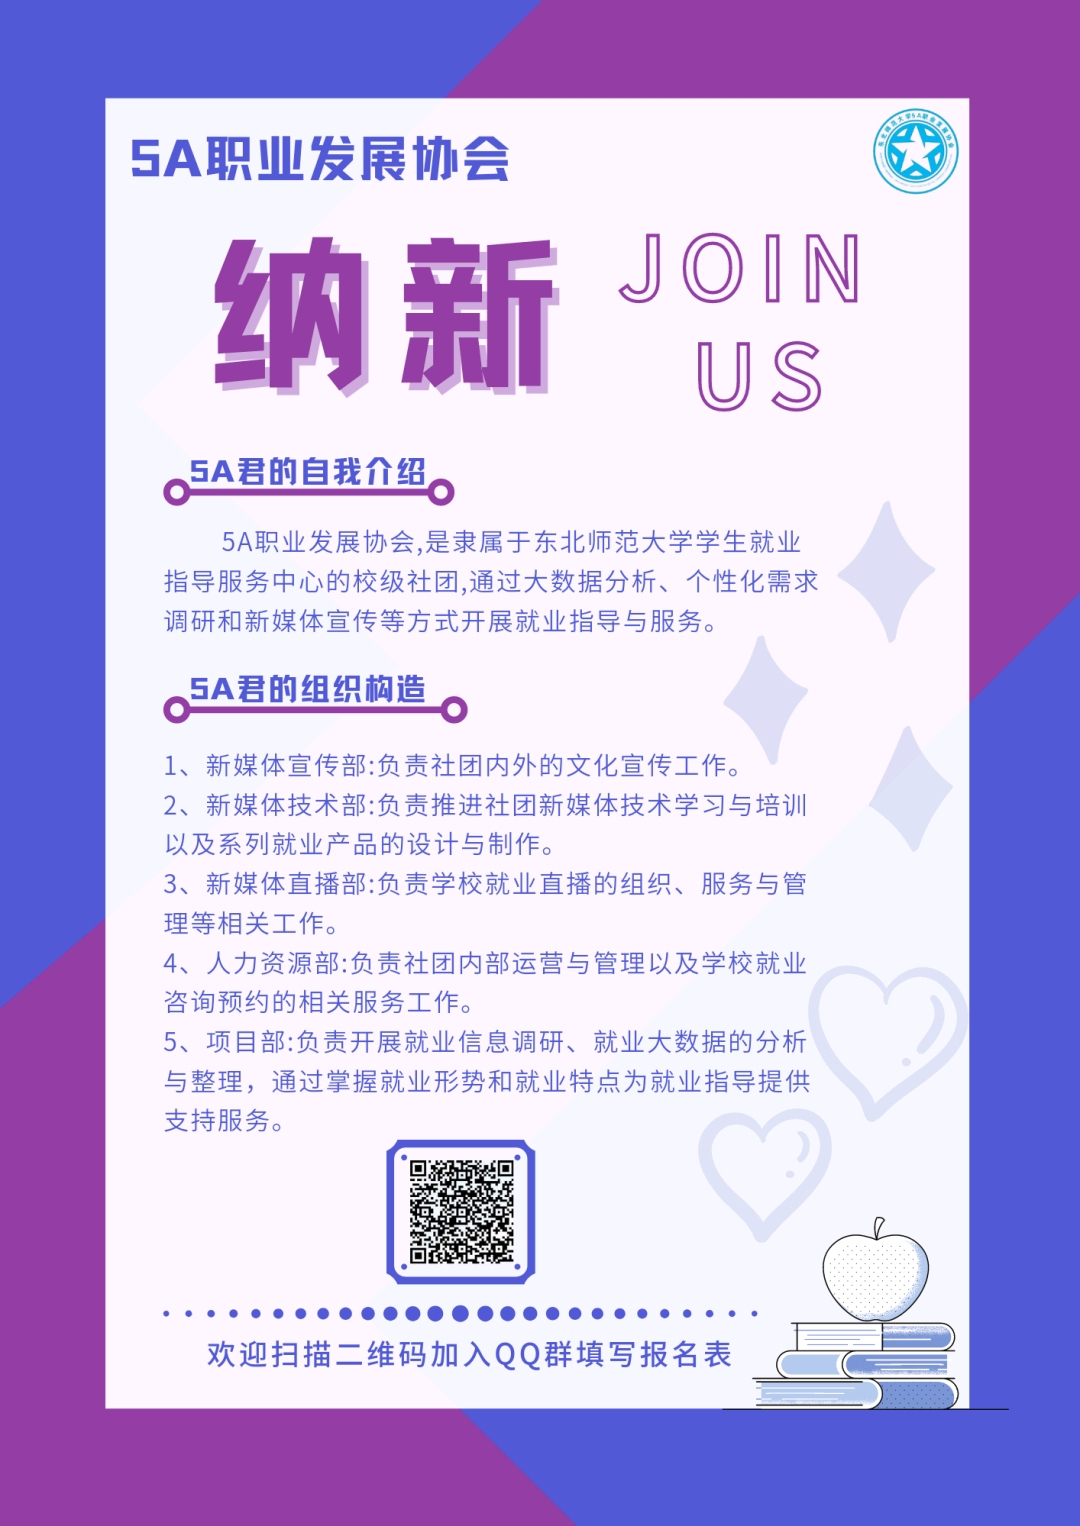 5A职业发展协会
东北师范大学5A职业发展协会
纳新
JOIN
US
5A君的自我介绍
5A职业发展协会,是隶属于东北师范大学学生就业
指导服务中心的校级社团,通过大数据分析、个性化需求
调研和新媒体宣传等方式开展就业指导与服务。
5A君的组织构造
1、新媒体宣传部:负责社团内外的文化宣传工作。
2、新媒体技术部:负责推进社团新媒体技术学习与培训
以及系列就业产品的设计与制作。
3、新媒体直播部:负责学校就业直播的组织、服务与管
理等相关工作。
4、人力资源部:负责社团内部运营与管理以及学校就业
咨询预约的相关服务工作。
5、项目部:负责开展就业信息调研、就业大数据的分析
与整理，通过掌握就业形势和就业特点为就业指导提供
支持服务。
欢迎扫描二维码加入QQ群填写报名表